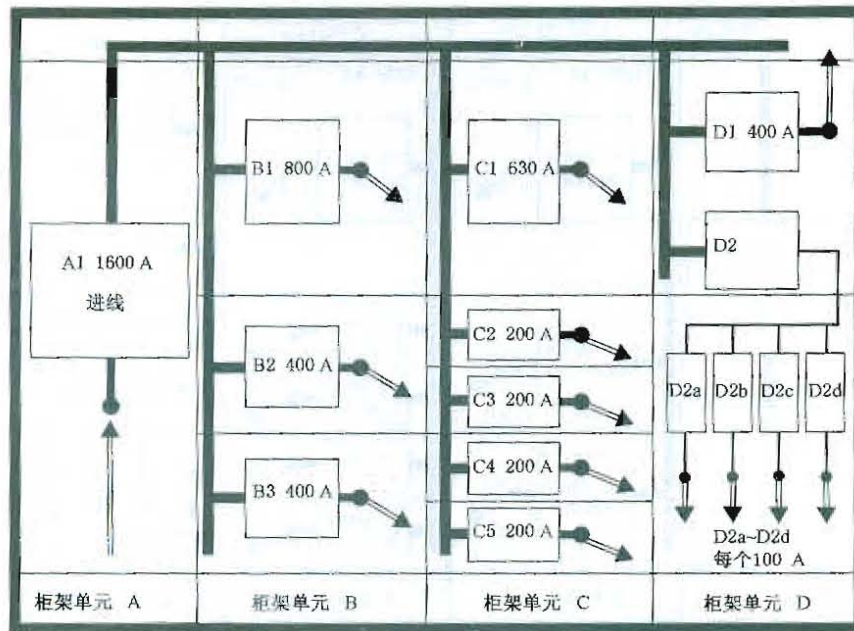 A1 1600 A
进线
B1 800 A
B2 400 A
B3 400 A
C1 630 A
C2 200 A
C3 200 A
C4 200 A
C5 200 A
D1 400 A
D2
D2a
D2b
D2c
D2d
D2a~D2d
每个100 A
柜架单元 A
柜架单元 B
柜架单元 C
柜架单元 D